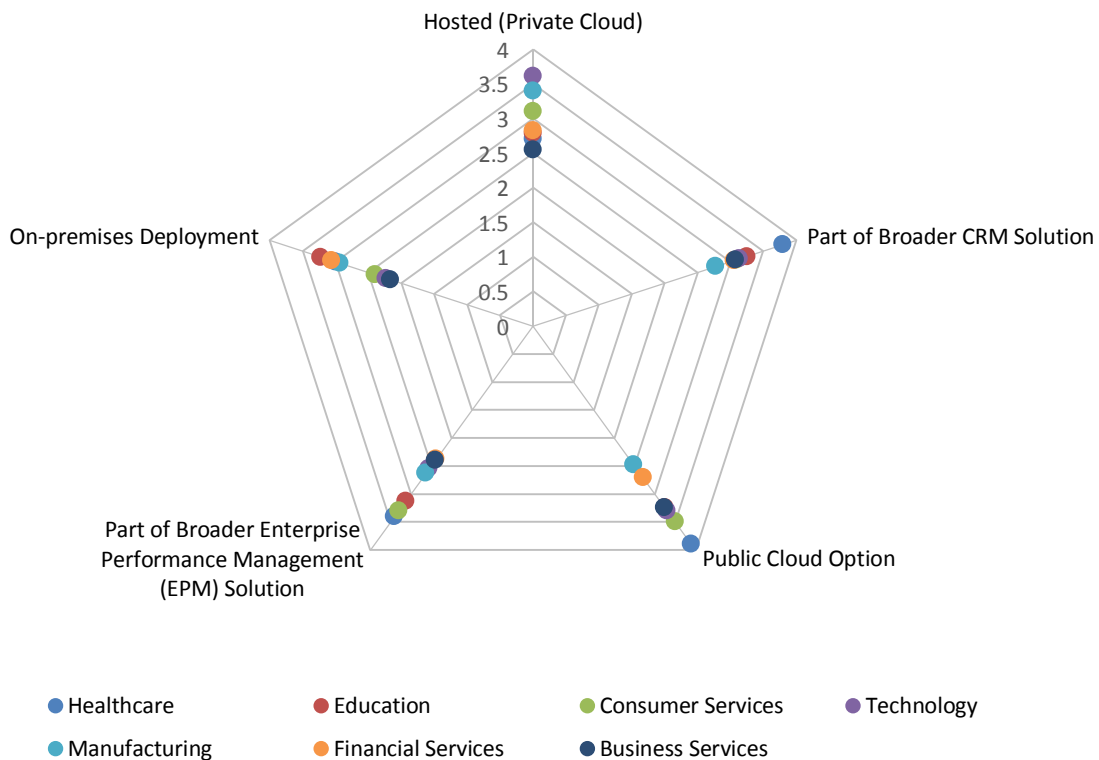 Hosted (Private Cloud)
4
3.5
3
2.5
2
1.5
1
0.5
0
On-premises Deployment
Part of Broader CRM Solution
Part of Broader Enterprise
Performance Management
(EPM) Solution
Public Cloud Option
Healthcare
Education
Consumer Services
Technology
Manufacturing
Financial Services
Business Services